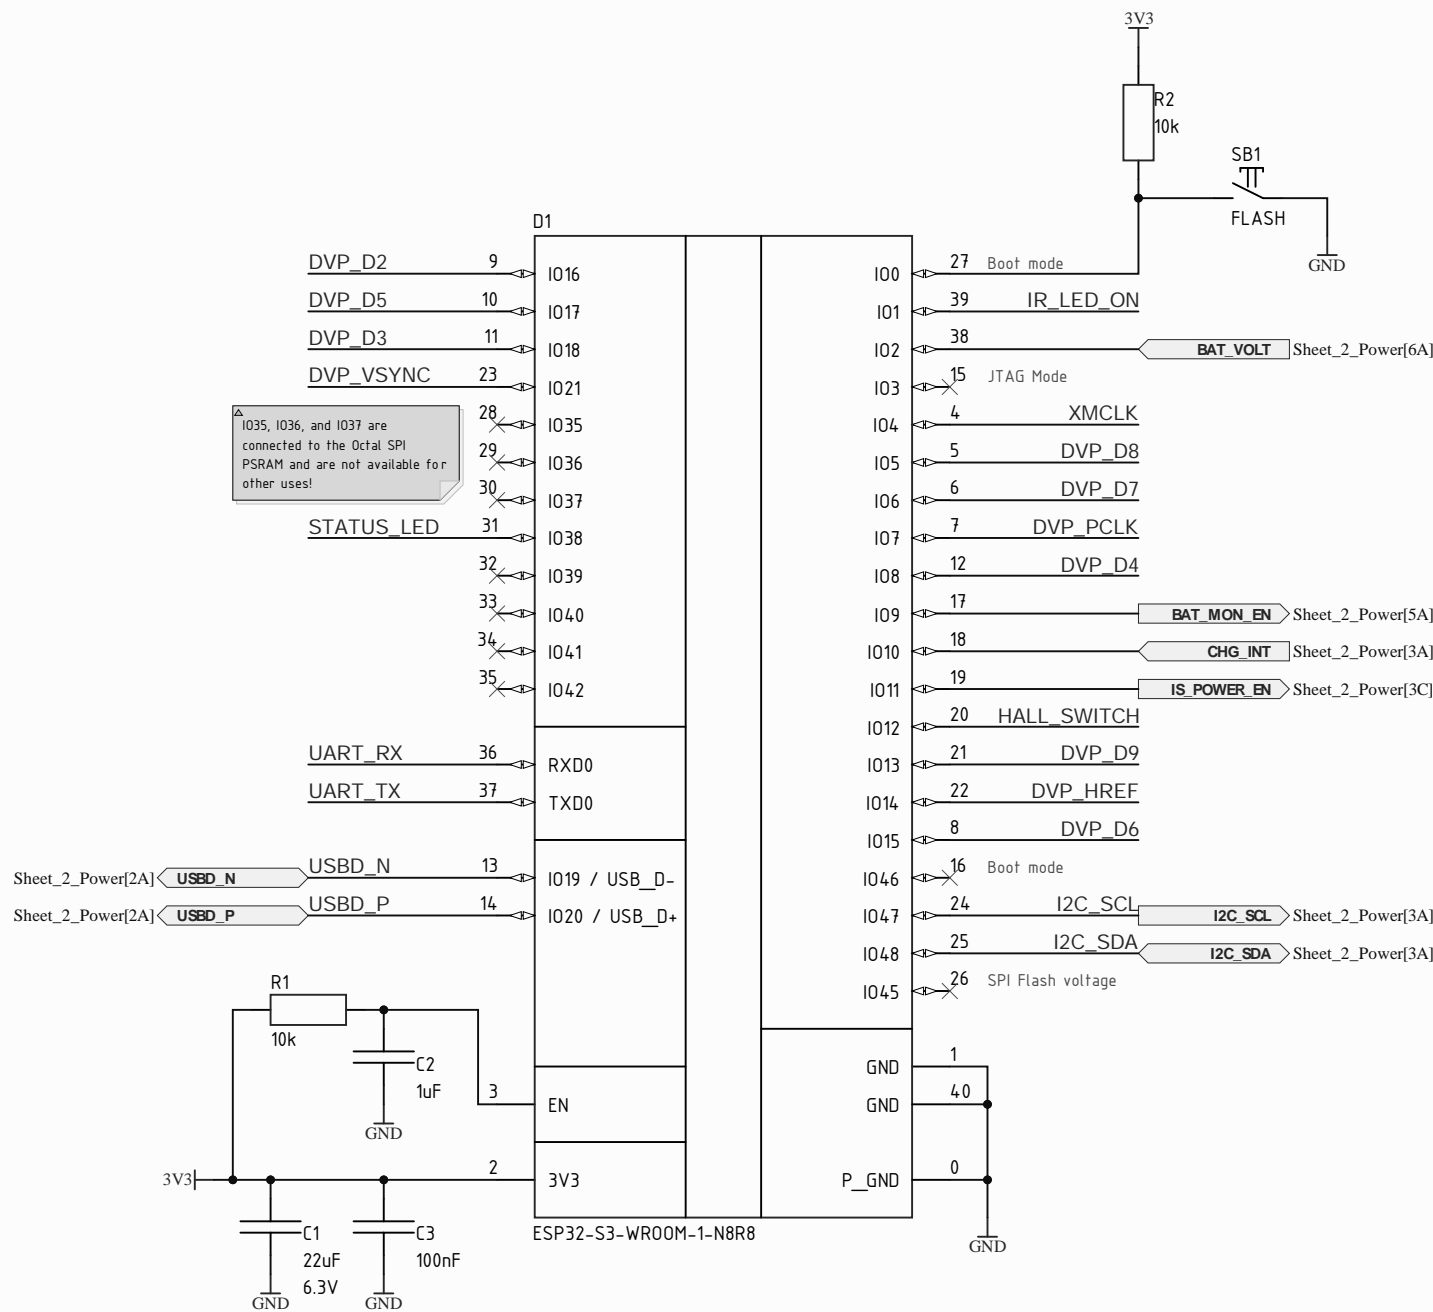 3V3
R2
10k
SB1
FLASH
GND
D1
DVP_D2 9 IO16
DVP_D5 10 IO17
DVP_D3 11 IO18
DVP_VSYNC 23 IO21
28 IO35
29 IO36
30 IO37
STATUS_LED 31 IO38
32 IO39
33 IO40
34 IO41
35 IO42
IO35, IO36, and IO37 are
connected to the Octal SPI
PSRAM and are not available for
other uses!
UART_RX 36 RXD0
UART_TX 37 TXD0
Sheet_2_Power[2A] USBD_N USBD_N 13 IO19 / USB_D-
Sheet_2_Power[2A] USBD_P USBD_P 14 IO20 / USB_D+
IO0 27 Boot mode
IO1 39 IR_LED_ON
IO2 38 BAT_VOLT Sheet_2_Power[6A]
IO3 15 JTAG Mode
IO4 4 XMCLK
IO5 5 DVP_D8
IO6 6 DVP_D7
IO7 7 DVP_PCLK
IO8 12 DVP_D4
IO9 17 BAT_MON_EN Sheet_2_Power[5A]
IO10 18 CHG_INT Sheet_2_Power[3A]
IO11 19 IS_POWER_EN Sheet_2_Power[3C]
IO12 20 HALL_SWITCH
IO13 21 DVP_D9
IO14 22 DVP_HREF
IO15 8 DVP_D6
IO46 16 Boot mode
IO47 24 I2C_SCL I2C_SCL Sheet_2_Power[3A]
IO48 25 I2C_SDA I2C_SDA Sheet_2_Power[3A]
IO45 26 SPI Flash voltage
R1
10k
C2
1uF
GND
3 EN
3V3 2 3V3
C1
22uF
6.3V
GND
C3
100nF
GND
GND 1
GND 40
P_GND 0
GND
ESP32-S3-WROOM-1-N8R8